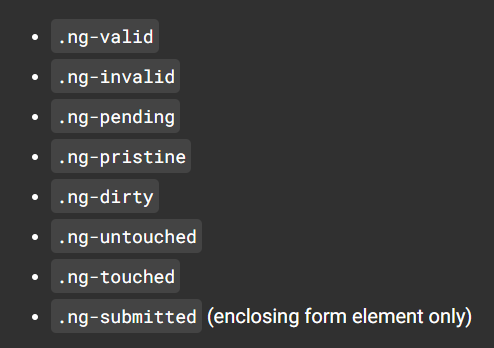 .ng-valid
.ng-invalid
.ng-pending
.ng-pristine
.ng-dirty
.ng-untouched
.ng-touched
.ng-submitted (enclosing form element only)